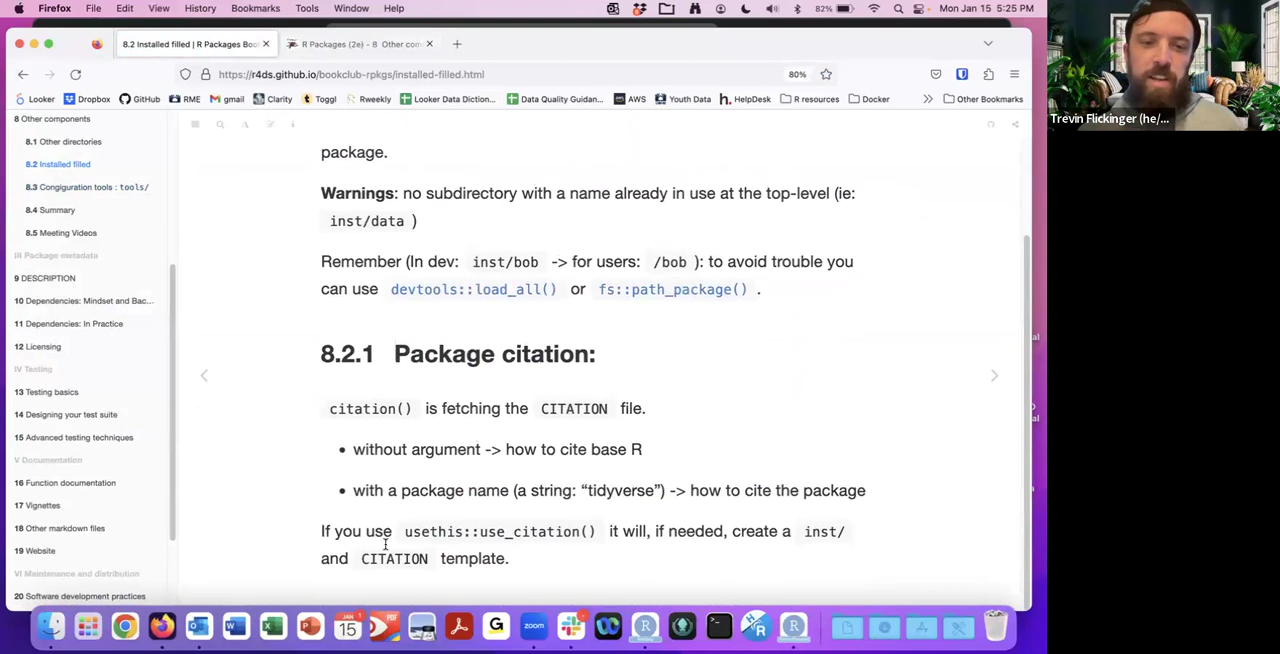 Firefox File Edit View History Bookmarks Tools Window Help 82% Mon Jan 15 5:25 PM
8.2 Installed filled | R Packages Boo
R Packages (2e) - 8 Other com
https://r4ds.github.io/bookclub-rpkgs/installed-filled.html
80%
Looker Dropbox GitHub RME gmail Clarity Toggl Rweekly Looker Data Diction... Data Quality Guidan... AWS Youth Data HelpDesk R resources Docker Other Bookmarks
8 Other components
8.1 Other directories
8.2 Installed filled
8.3 Congiguration tools : tools/
8.4 Summary
8.5 Meeting Videos
III Package metadata
9 DESCRIPTION
10 Dependencies: Mindset and Bac...
11 Dependencies: In Practice
12 Licensing
IV Testing
13 Testing basics
14 Designing your test suite
15 Advanced testing techniques
V Documentation
16 Function documentation
17 Vignettes
18 Other markdown files
19 Website
VI Maintenance and distribution
20 Software development practices
package.
Warnings: no subdirectory with a name already in use at the top-level (ie:
inst/data )
Remember (In dev: inst/bob -> for users: /bob ): to avoid trouble you
can use devtools::load_all() or fs::path_package() .
8.2.1 Package citation:
citation() is fetching the CITATION file.
• without argument -> how to cite base R
• with a package name (a string: “tidyverse”) -> how to cite the package
If you use usethis::use_citation() it will, if needed, create a inst/
and CITATION template.
Trevin Flickinger (he/...
JAN
15
zoom